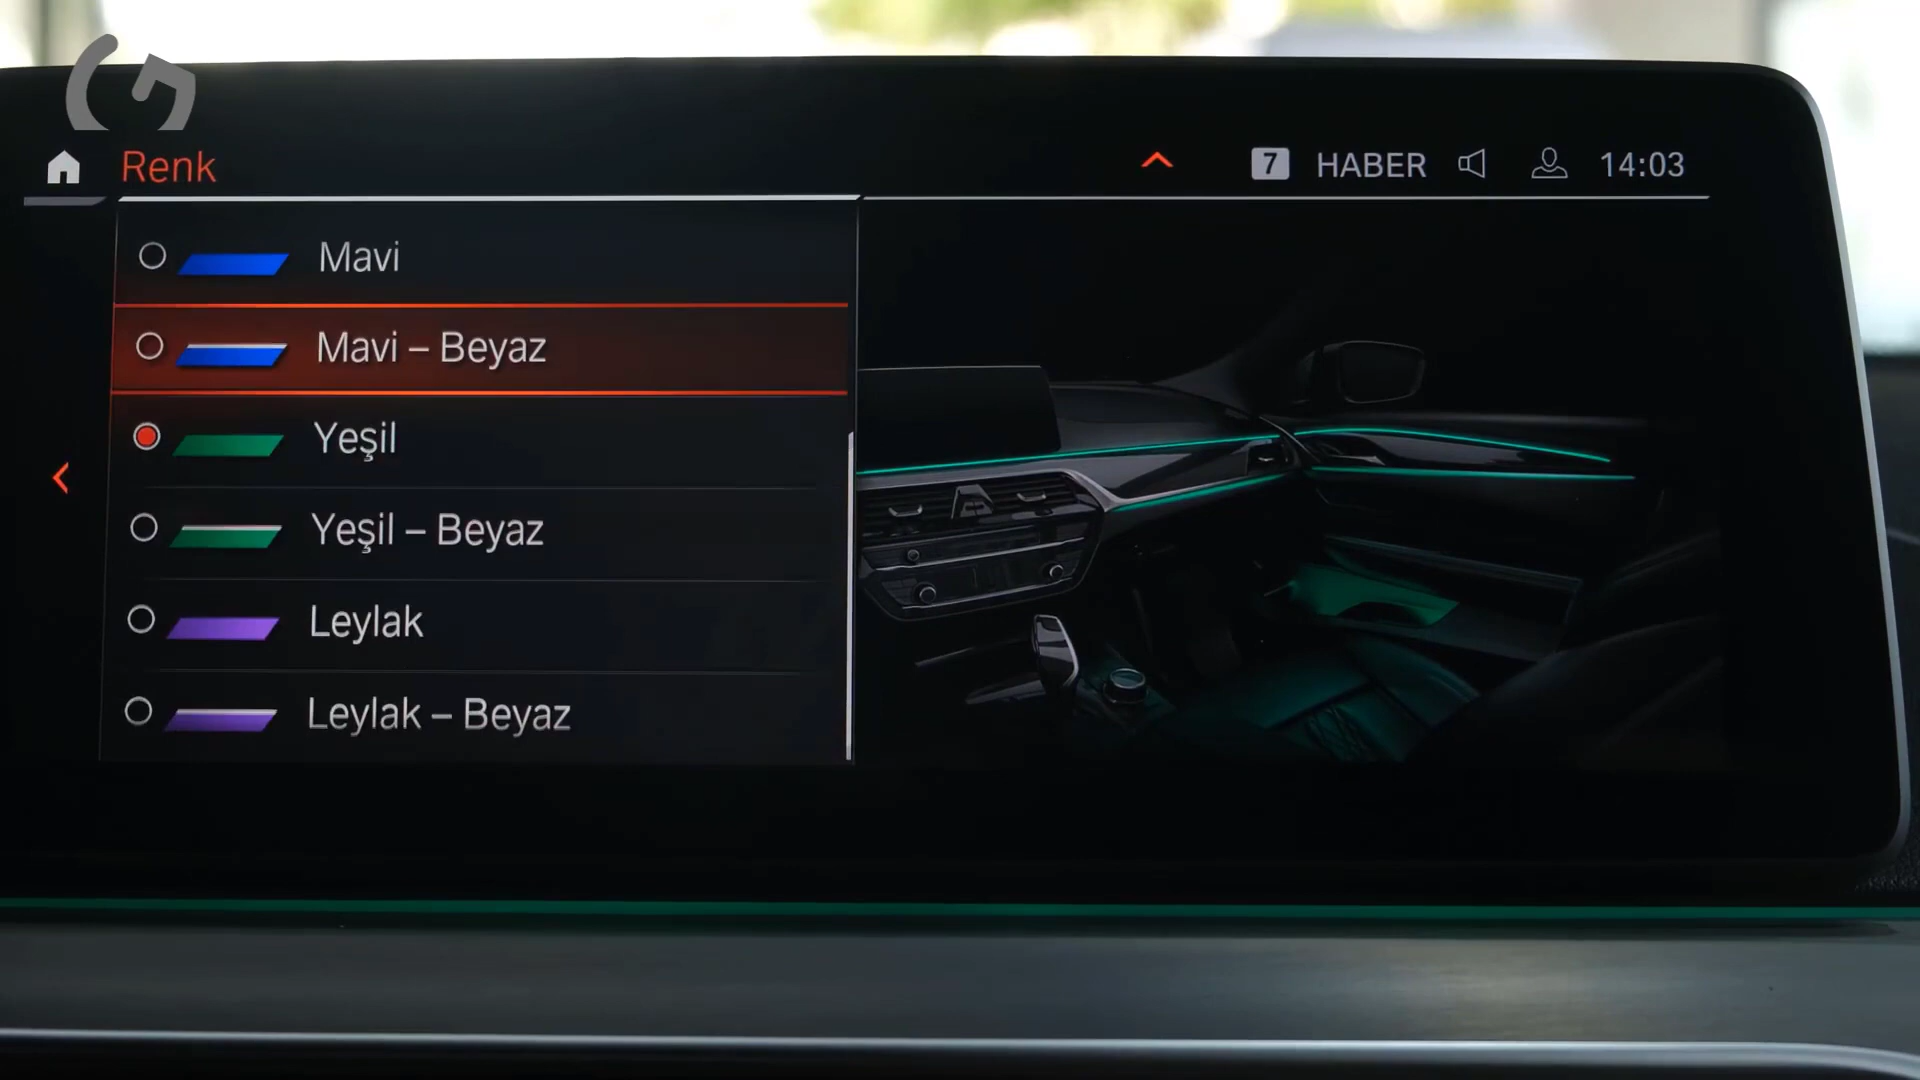 Renk
7 HABER 14:03
Mavi
Mavi – Beyaz
Yeşil
Yeşil – Beyaz
Leylak
Leylak – Beyaz